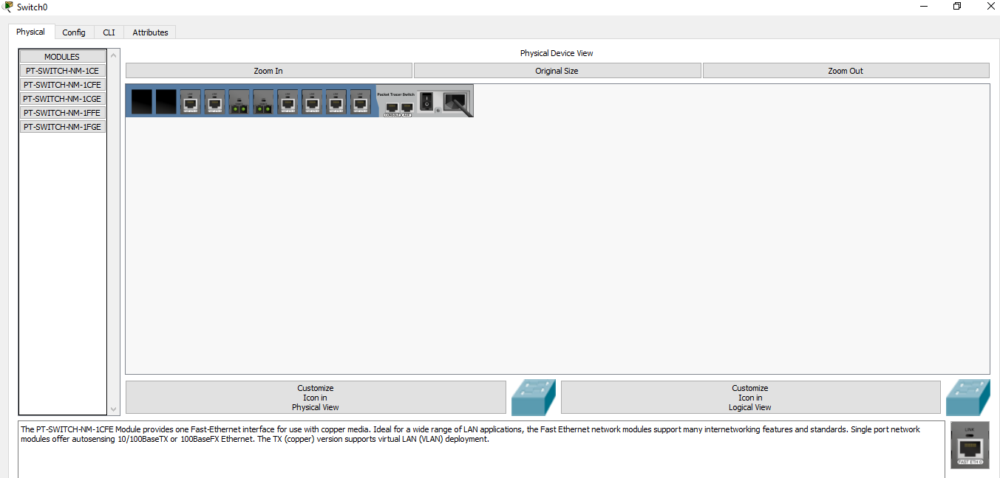 Switch0
Physical
Config
CLI
Attributes
MODULES
PT-SWITCH-NM-1CE
PT-SWITCH-NM-1CFE
PT-SWITCH-NM-1CGE
PT-SWITCH-NM-1FFE
PT-SWITCH-NM-1FGE
Physical Device View
Zoom In
Original Size
Zoom Out
Packet Tracer Switch
CONSOLE
AUX
Customize
Icon in
Physical View
Customize
Icon in
Logical View
The PT-SWITCH-NM-1CFE Module provides one Fast-Ethernet interface for use with copper media. Ideal for a wide range of LAN applications, the Fast Ethernet network modules support many internetworking features and standards. Single port network
modules offer autosensing 10/100BaseTX or 100BaseFX Ethernet. The TX (copper) version supports virtual LAN (VLAN) deployment.
LINK
FAST ETH 0